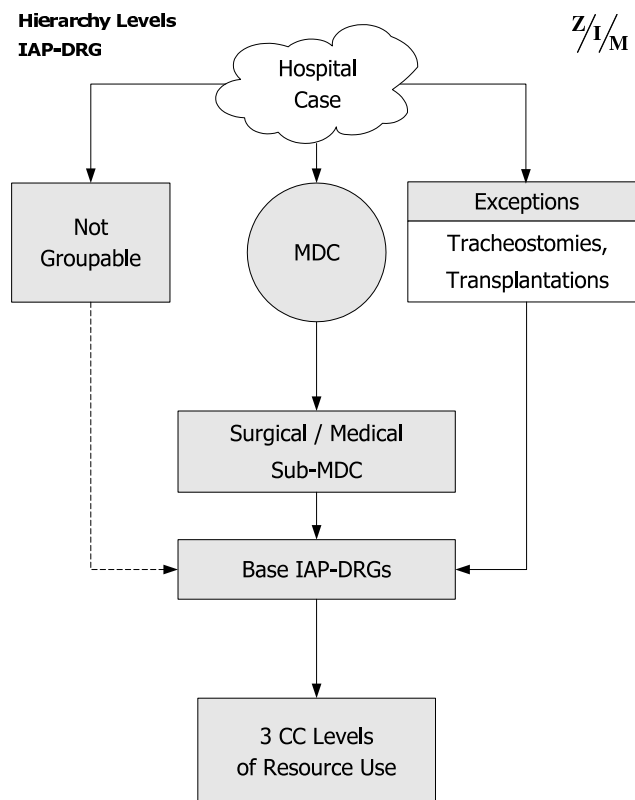 Hierarchy Levels
IAP-DRG
Z/I/M
Hospital
Case
Not
Groupable
MDC
Exceptions
Tracheostomies,
Transplantations
Surgical / Medical
Sub-MDC
Base IAP-DRGs
3 CC Levels
of Resource Use